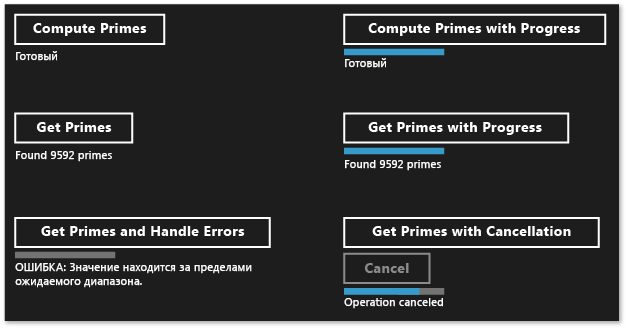 Compute Primes
Готовый
Compute Primes with Progress
Готовый
Get Primes
Found 9592 primes
Get Primes with Progress
Found 9592 primes
Get Primes and Handle Errors
ОШИБКА: Значение находится за пределами
ожидаемого диапазона.
Get Primes with Cancellation
Cancel
Operation canceled